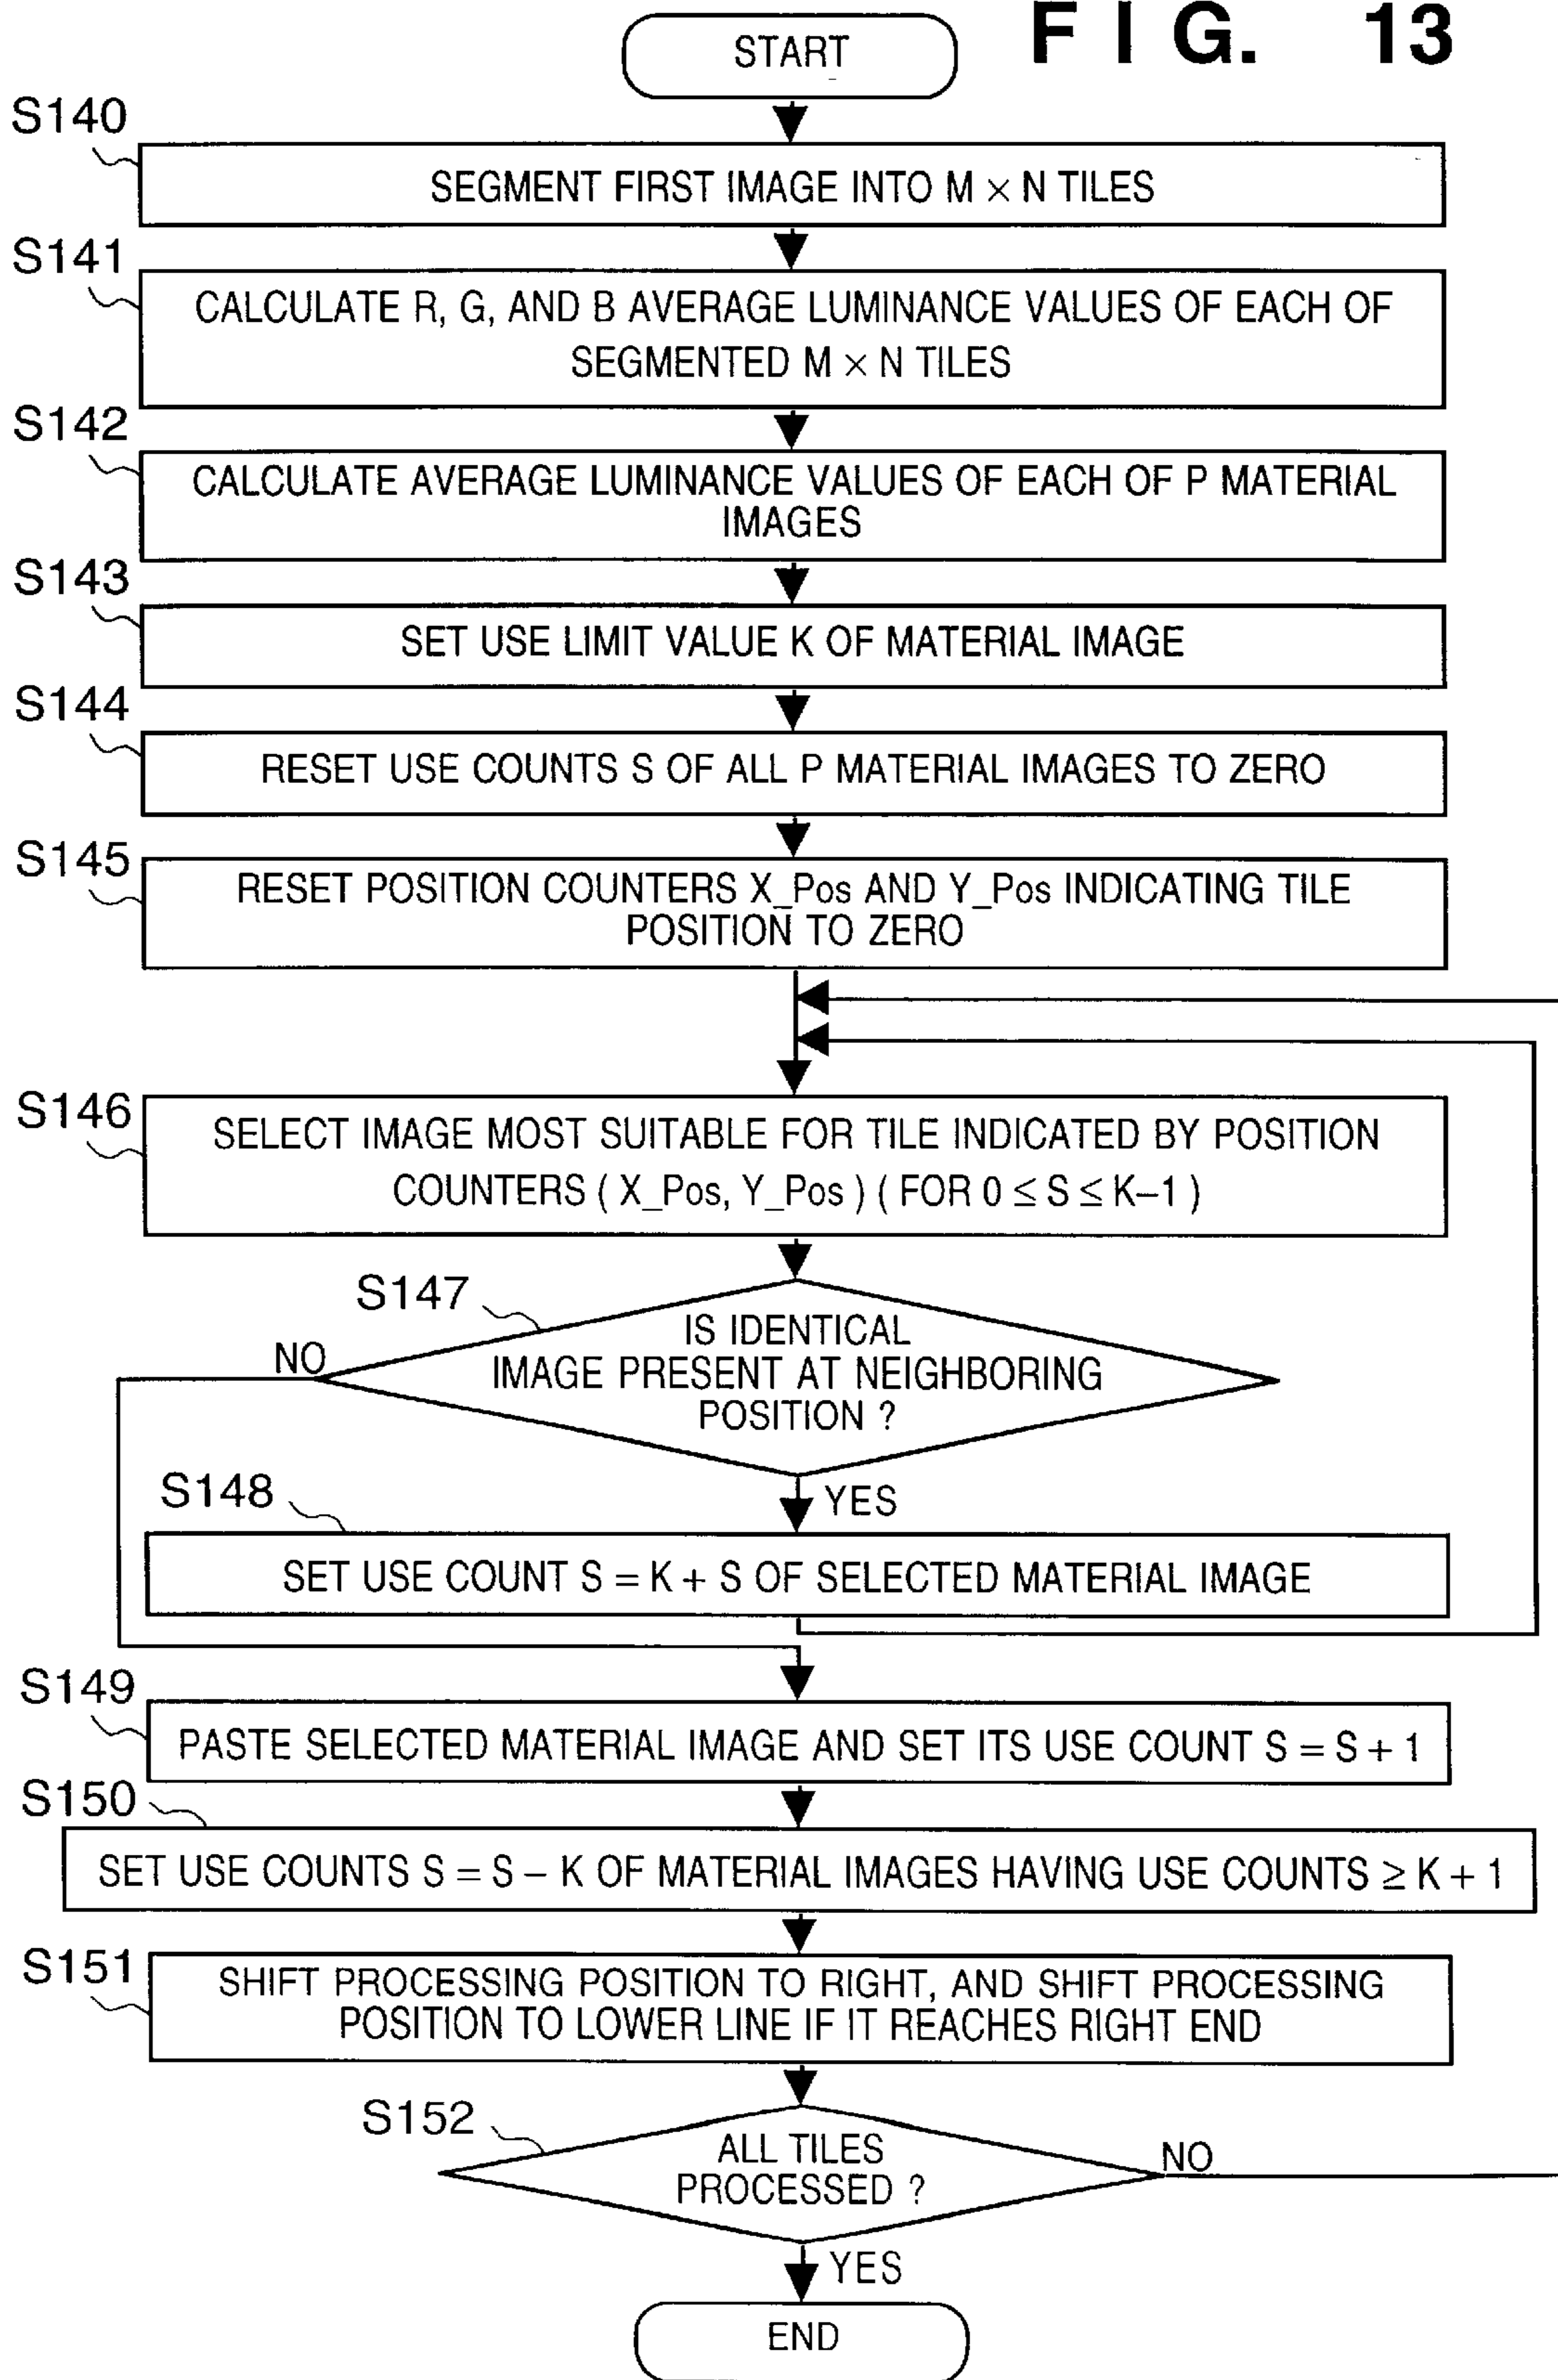 FIG. 13
START
S140
SEGMENT FIRST IMAGE INTO M × N TILES
S141
CALCULATE R, G, AND B AVERAGE LUMINANCE VALUES OF EACH OF
SEGMENTED M × N TILES
S142
CALCULATE AVERAGE LUMINANCE VALUES OF EACH OF P MATERIAL
IMAGES
S143
SET USE LIMIT VALUE K OF MATERIAL IMAGE
S144
RESET USE COUNTS S OF ALL P MATERIAL IMAGES TO ZERO
S145
RESET POSITION COUNTERS X_Pos AND Y_Pos INDICATING TILE
POSITION TO ZERO
S146
SELECT IMAGE MOST SUITABLE FOR TILE INDICATED BY POSITION
COUNTERS ( X_Pos, Y_Pos ) ( FOR 0 ≤ S ≤ K–1 )
S147
IS IDENTICAL
IMAGE PRESENT AT NEIGHBORING
POSITION ?
NO
YES
S148
SET USE COUNT S = K + S OF SELECTED MATERIAL IMAGE
S149
PASTE SELECTED MATERIAL IMAGE AND SET ITS USE COUNT S = S + 1
S150
SET USE COUNTS S = S – K OF MATERIAL IMAGES HAVING USE COUNTS ≥ K + 1
S151
SHIFT PROCESSING POSITION TO RIGHT, AND SHIFT PROCESSING
POSITION TO LOWER LINE IF IT REACHES RIGHT END
S152
ALL TILES
PROCESSED ?
NO
YES
END